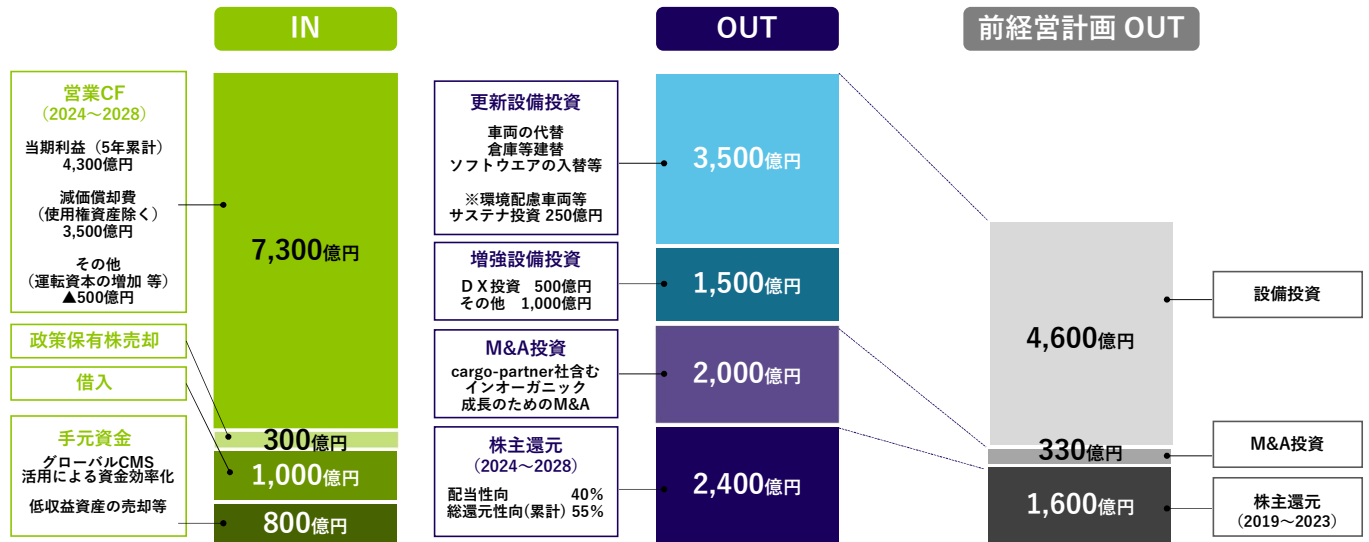 IN
営業CF
（2024～2028）
当期利益（5年累計）
4,300億円
減価償却費
（使用権資産除く）
3,500億円
その他
（運転資本の増加 等）
▲500億円
政策保有株売却
借入
手元資金
グローバルCMS
活用による資金効率化
低収益資産の売却等
7,300億円
300億円
1,000億円
800億円
OUT
更新設備投資
車両の代替
倉庫等建替
ソフトウエアの入替等
※環境配慮車両等
サステナ投資 250億円
増強設備投資
ＤＸ投資　500億円
その他　1,000億円
M&A投資
cargo-partner社含む
インオーガニック
成長のためのM&A
株主還元
（2024～2028）
配当性向 40%
総還元性向(累計) 55%
3,500億円
1,500億円
2,000億円
2,400億円
前経営計画 OUT
4,600億円
330億円
1,600億円
設備投資
M&A投資
株主還元
（2019～2023）